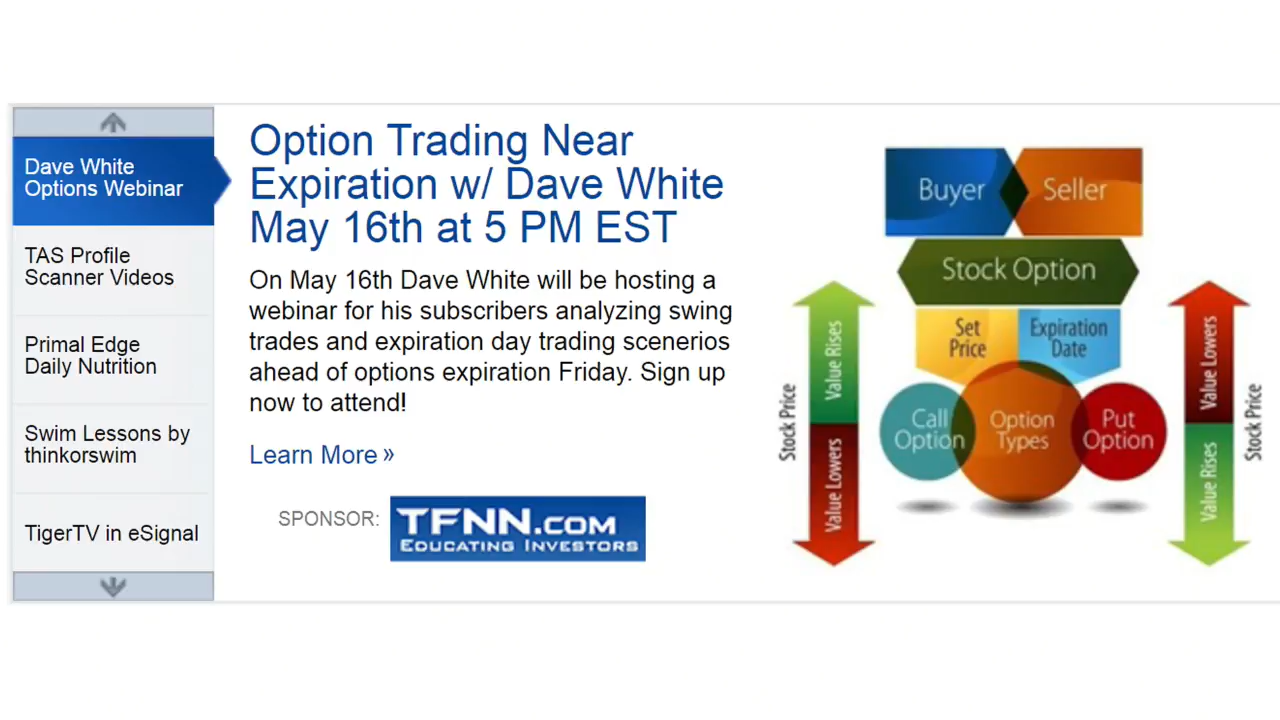 Dave White
Options Webinar
TAS Profile
Scanner Videos
Primal Edge
Daily Nutrition
Swim Lessons by
thinkorswim
TigerTV in eSignal
Option Trading Near
Expiration w/ Dave White
May 16th at 5 PM EST
On May 16th Dave White will be hosting a
webinar for his subscribers analyzing swing
trades and expiration day trading scenerios
ahead of options expiration Friday. Sign up
now to attend!
Learn More »
SPONSOR:
TFNN.COM
EDUCATING INVESTORS
Buyer
Seller
Stock Option
Set
Price
Expiration
Date
Call
Option
Option
Types
Put
Option
Stock Price
Value Rises
Value Lowers
Value Lowers
Value Rises
Stock Price